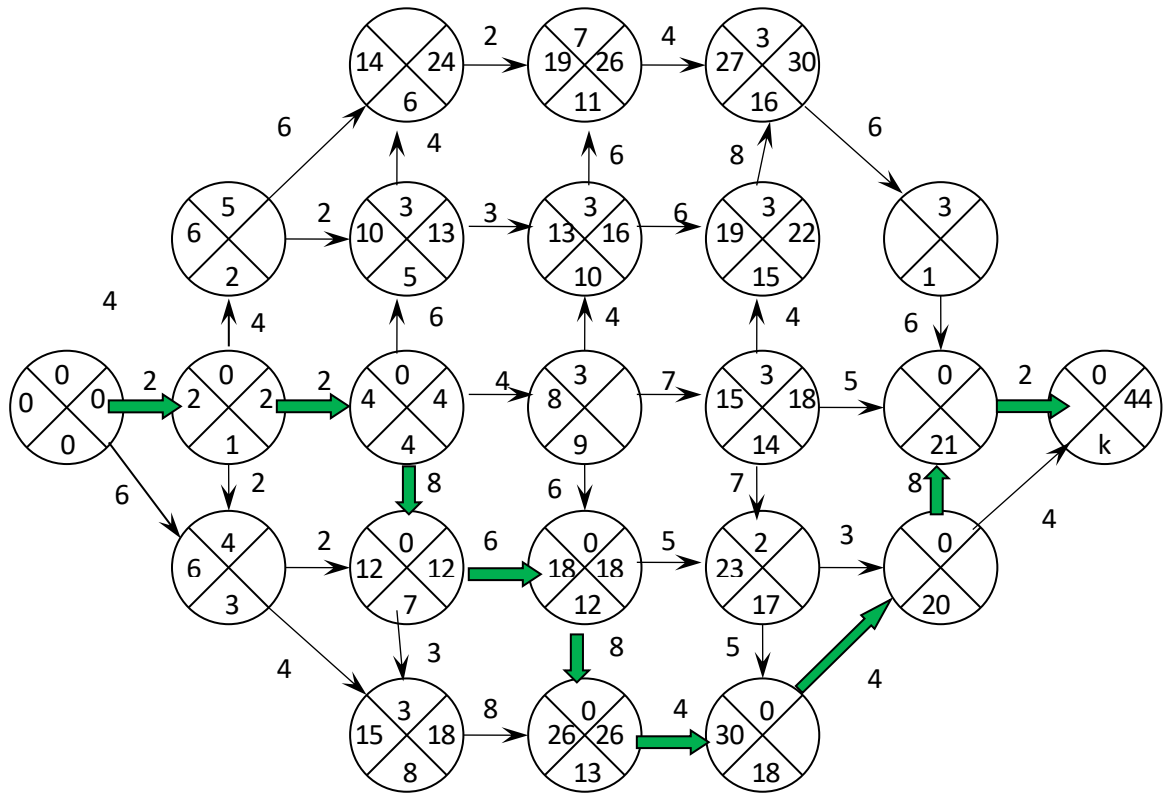 2 7 4 3
14 24 19 26 27 30
6 11 16
6 4 6 8 6
5 3 3 3 3
6 2 10 13 3 13 16 6 19 22
2 5 10 15 1
4 4 6 4 4 6
0 2 0 2 0 3 3 0 2 0
0 0 2 2 4 4 4 8 7 15 18 5 44
0 1 4 9 14 21 k
6 2 8 6 7 8 4
4 2 0 6 0 5 2 3 0
6 12 12 18 18 23
3 7 12 17 20
4 3 8 5 4
3 8 0 4 0
15 18 26 26 30
8 13 18